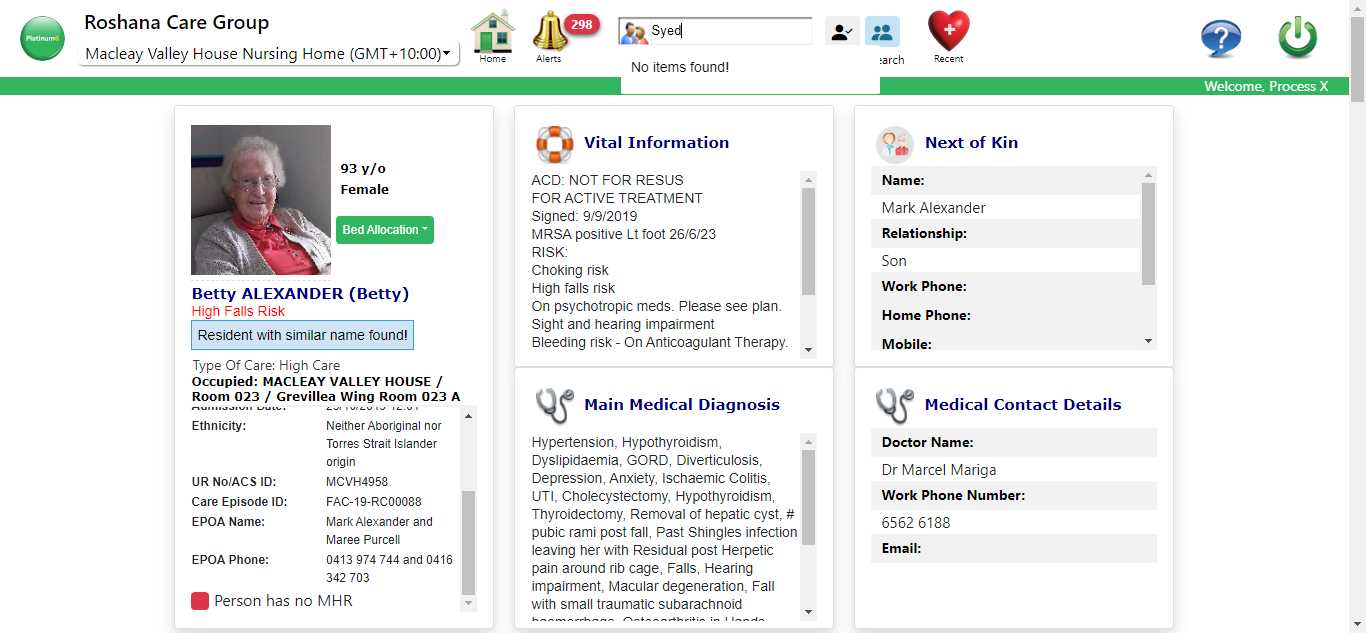 Platinum6
Roshana Care Group
Macleay Valley House Nursing Home (GMT+10:00)
Home
298
Alerts
Syed
No items found!
earch
Recent
Welcome, Process X
93 y/o
Female
Bed Allocation
Betty ALEXANDER (Betty)
High Falls Risk
Resident with similar name found!
Type Of Care: High Care
Occupied: MACLEAY VALLEY HOUSE /
Room 023 / Grevillea Wing Room 023 A
Ethnicity: Neither Aboriginal nor
Torres Strait Islander
origin
UR No/ACS ID: MCVH4958
Care Episode ID: FAC-19-RC00088
EPOA Name: Mark Alexander and
Maree Purcell
EPOA Phone: 0413 974 744 and 0416
342 703
Person has no MHR
Vital Information
ACD: NOT FOR RESUS
FOR ACTIVE TREATMENT
Signed: 9/9/2019
MRSA positive Lt foot 26/6/23
RISK:
Choking risk
High falls risk
On psychotropic meds. Please see plan.
Sight and hearing impairment
Bleeding risk - On Anticoagulant Therapy.
Main Medical Diagnosis
Hypertension, Hypothyroidism,
Dyslipidaemia, GORD, Diverticulosis,
Depression, Anxiety, Ischaemic Colitis,
UTI, Cholecystectomy, Hypothyroidism,
Thyroidectomy, Removal of hepatic cyst, #
pubic rami post fall, Past Shingles infection
leaving her with Residual post Herpetic
pain around rib cage, Falls, Hearing
impairment, Macular degeneration, Fall
with small traumatic subarachnoid
haemorrhage, Osteoarthritis in Hands
Next of Kin
Name:
Mark Alexander
Relationship:
Son
Work Phone:
Home Phone:
Mobile:
Medical Contact Details
Doctor Name:
Dr Marcel Mariga
Work Phone Number:
6562 6188
Email: